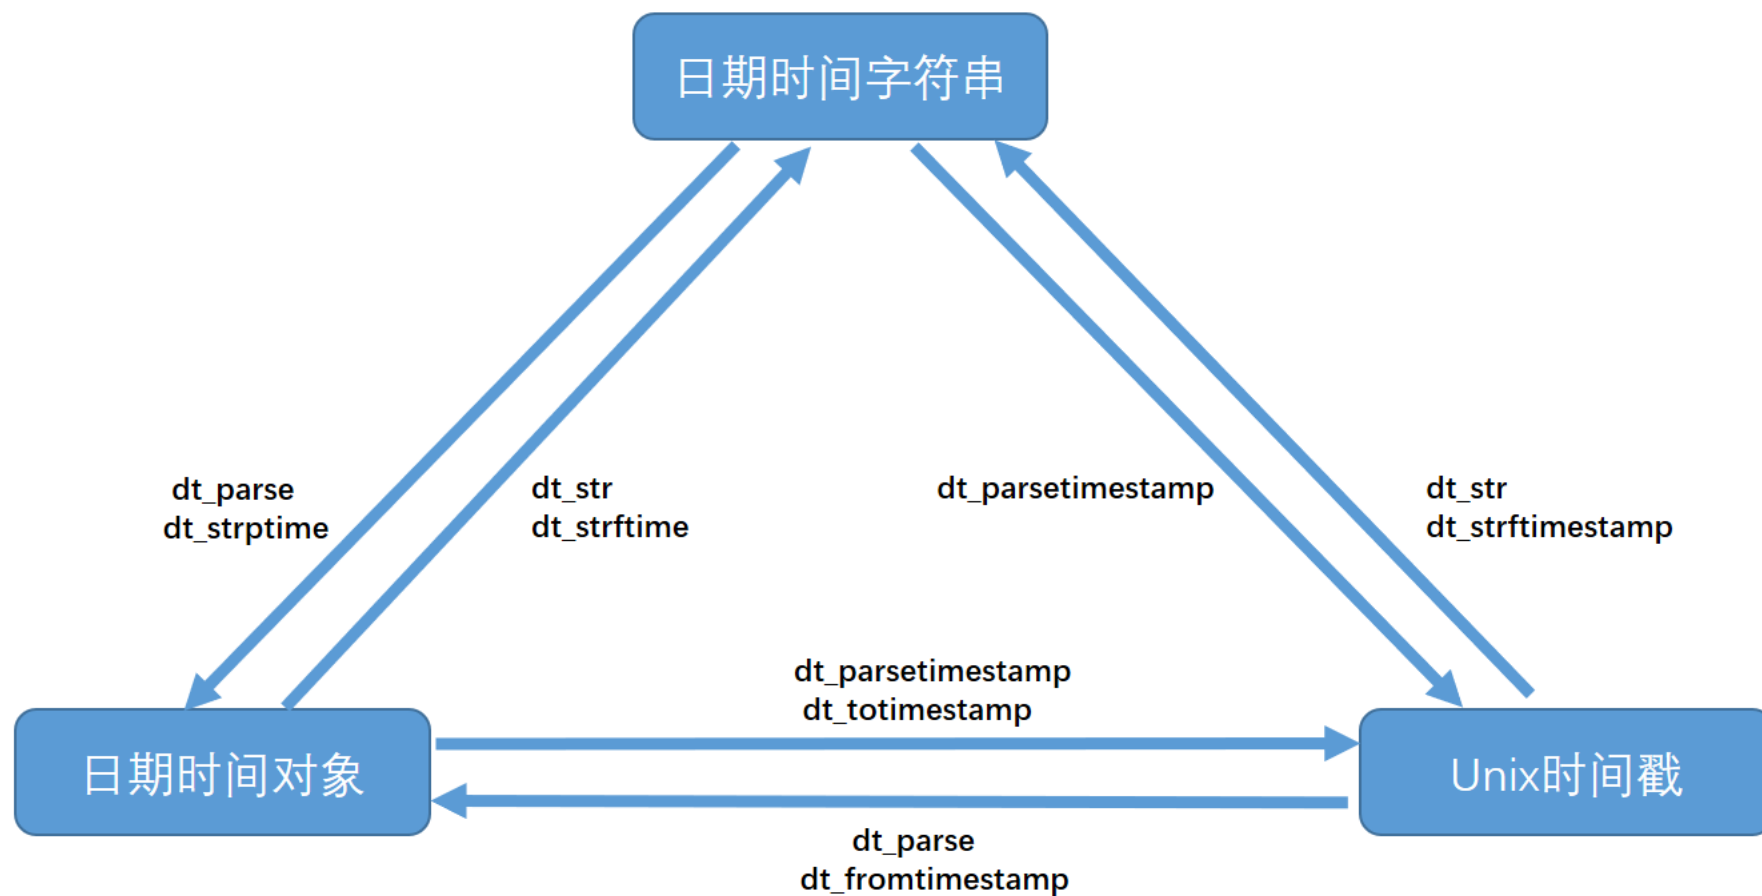 日期时间字符串
dt_parse
dt_strptime
dt_str
dt_strftime
dt_parsetimestamp
dt_str
dt_strftimestamp
dt_parsetimestamp
dt_totimestamp
日期时间对象
Unix时间戳
dt_parse
dt_fromtimestamp